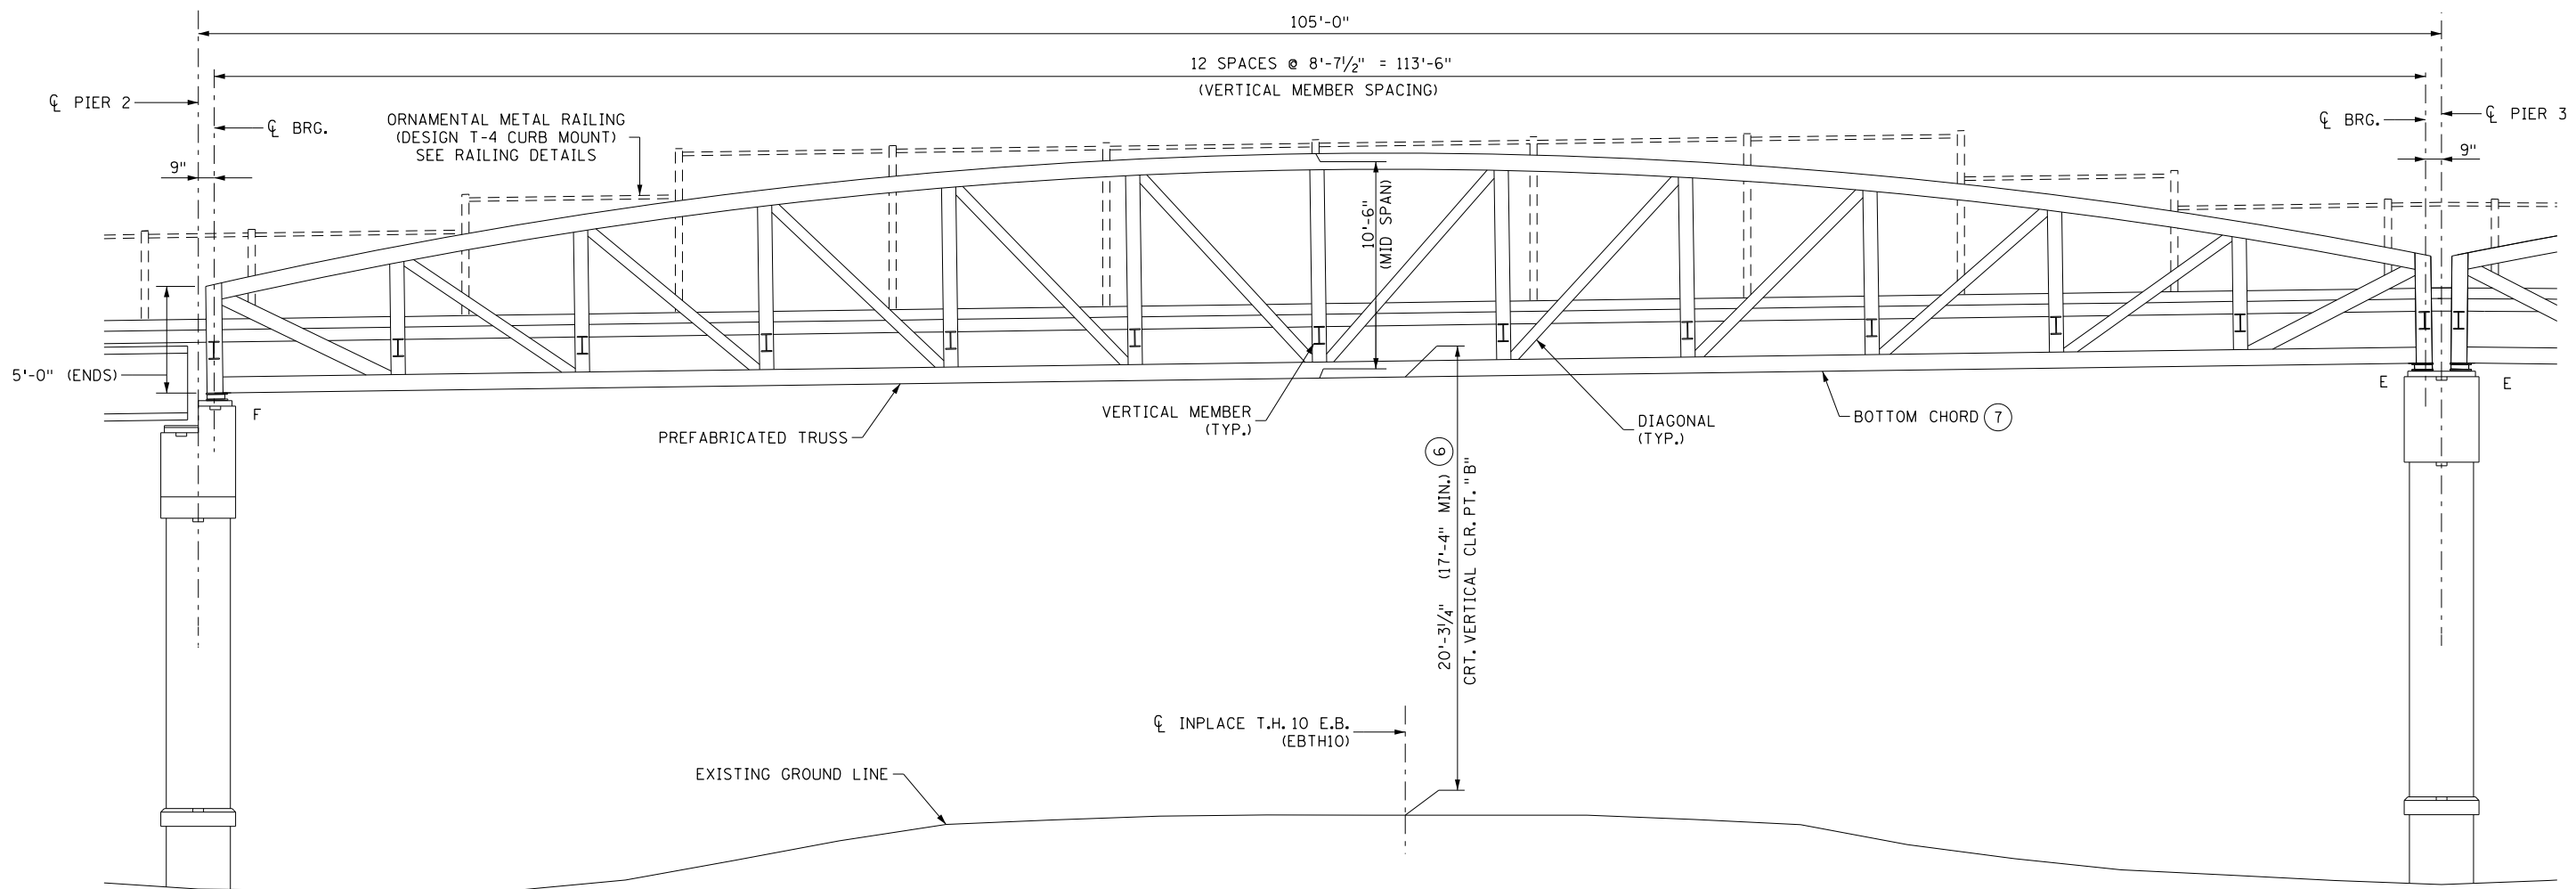 105'-0"
12 SPACES @ 8'-7½" = 113'-6"
(VERTICAL MEMBER SPACING)
℄ PIER 2
℄ BRG.
ORNAMENTAL METAL RAILING
(DESIGN T-4 CURB MOUNT)
SEE RAILING DETAILS
9"
℄ BRG.
℄ PIER 3
9"
10'-6"
(MID SPAN)
5'-0" (ENDS)
F
E
E
PREFABRICATED TRUSS
VERTICAL MEMBER
(TYP.)
DIAGONAL
(TYP.)
BOTTOM CHORD 7
20'-3¼" (17'-4" MIN.) 6
CRT. VERTICAL CLR. PT. "B"
℄ INPLACE T.H. 10 E.B.
(EBTH10)
EXISTING GROUND LINE